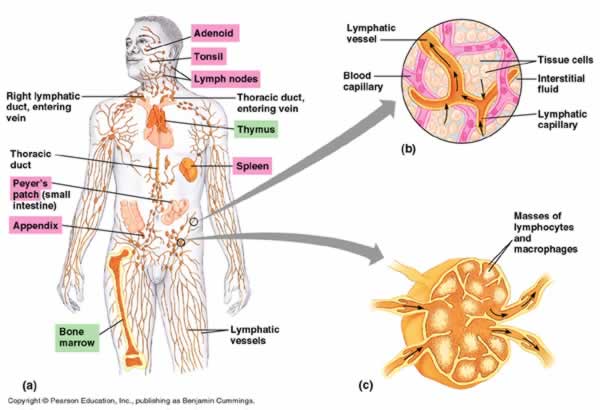 (a)
Adenoid
Tonsil
Lymph nodes
Right lymphatic
duct, entering
vein
Thoracic duct,
entering vein
Thymus
Thoracic
duct
Spleen
Peyer's
patch (small
intestine)
Appendix
Bone
marrow
Lymphatic
vessels
(a)
Lymphatic
vessel
Tissue cells
Blood
capillary
Interstitial
fluid
Lymphatic
capillary
(b)
Masses of
lymphocytes
and
macrophages
(c)
Copyright © Pearson Education, Inc., publishing as Benjamin Cummings.